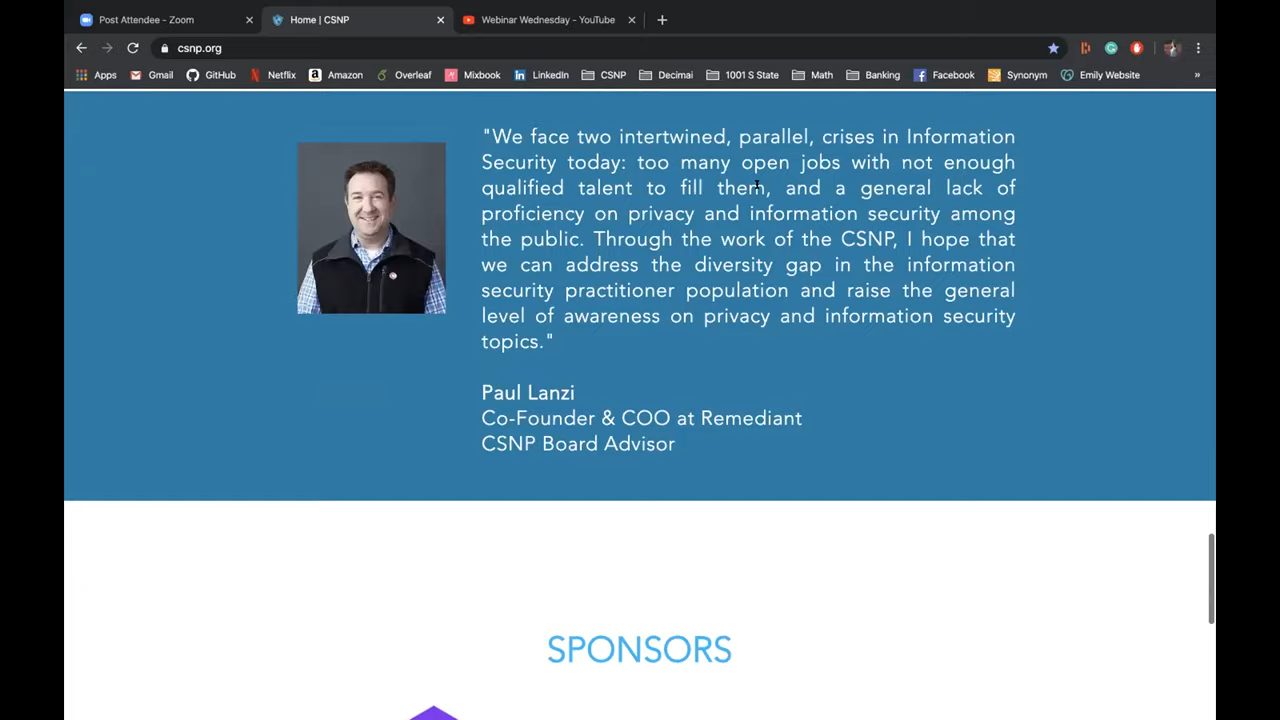 Post Attendee - Zoom
Home | CSNP
Webinar Wednesday - YouTube
csnp.org
Apps
Gmail
GitHub
Netflix
Amazon
Overleaf
Mixbook
LinkedIn
CSNP
Decimai
1001 S State
Math
Banking
Facebook
Synonym
Emily Website
»
"We face two intertwined, parallel, crises in Information
Security today: too many open jobs with not enough
qualified talent to fill them, and a general lack of
proficiency on privacy and information security among
the public. Through the work of the CSNP, I hope that
we can address the diversity gap in the information
security practitioner population and raise the general
level of awareness on privacy and information security
topics."
Paul Lanzi
Co-Founder & COO at Remediant
CSNP Board Advisor
SPONSORS